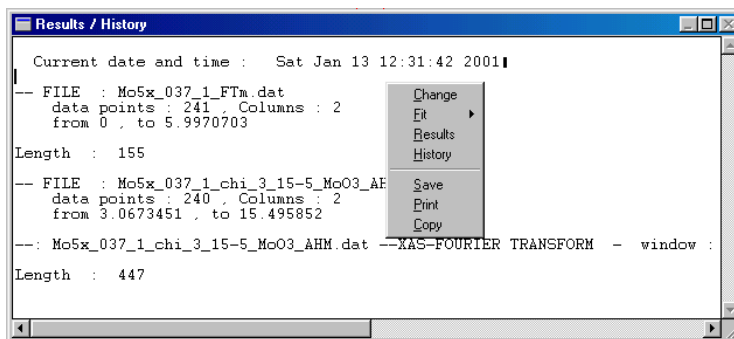 Results / History
Current date and time :   Sat Jan 13 12:31:42 2001
-- FILE  : Mo5x_037_1_FTm.dat
data points : 241 , Columns : 2
from 0 , to 5.9970703
Length  :  155
-- FILE  : Mo5x_037_1_chi_3_15-5_MoO3_AH
data points : 240 , Columns : 2
from 3.0673451 , to 15.495852
--: Mo5x_037_1_chi_3_15-5_MoO3_AHM.dat --XAS-FOURIER TRANSFORM  -  window :
Length  :  447
Change
Fit
Results
History
Save
Print
Copy